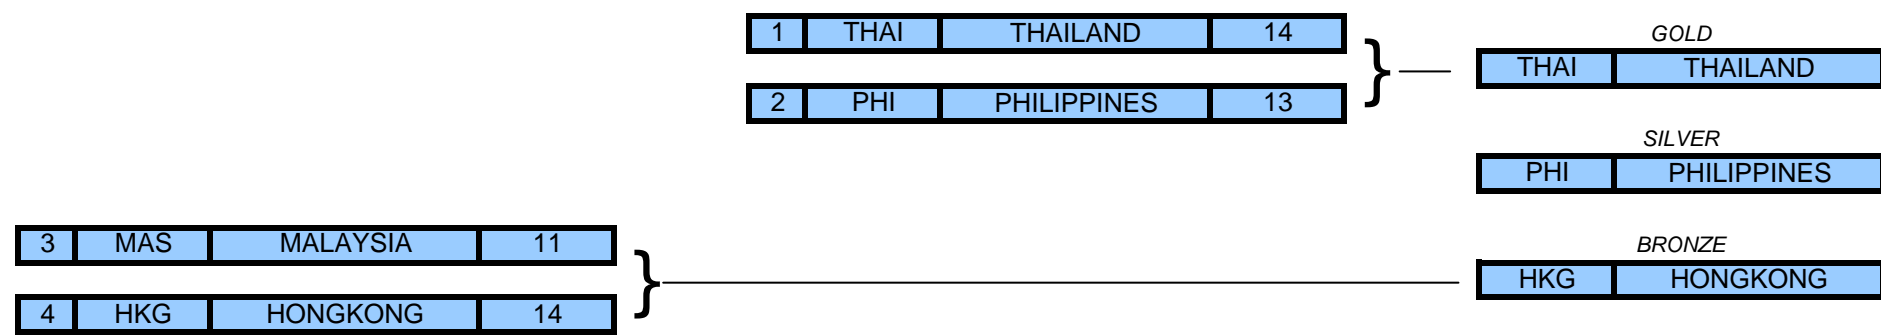 1 THAI THAILAND 14
2 PHI PHILIPPINES 13
GOLD
THAI THAILAND
SILVER
PHI PHILIPPINES
3 MAS MALAYSIA 11
4 HKG HONGKONG 14
BRONZE
HKG HONGKONG